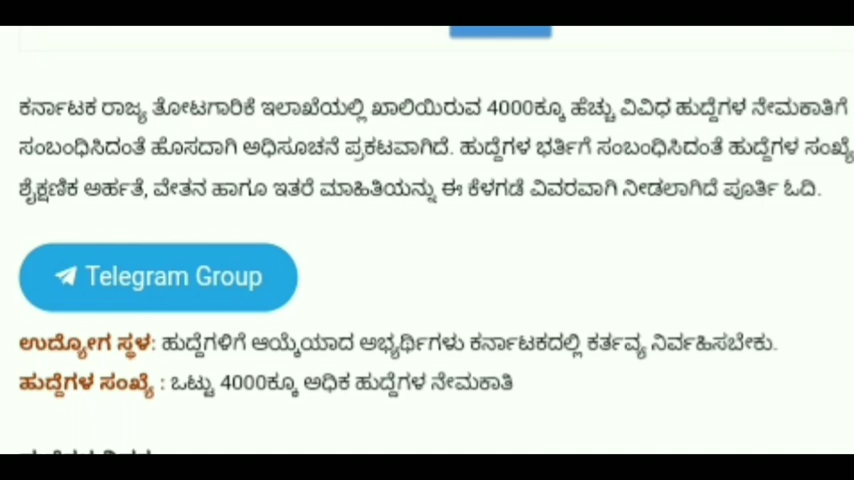 ಕರ್ನಾಟಕ ರಾಜ್ಯ ತೋಟಗಾರಿಕೆ ಇಲಾಖೆಯಲ್ಲಿ ಖಾಲಿಯಿರುವ 4000ಕ್ಕೂ ಹೆಚ್ಚು ವಿವಿಧ ಹುದ್ದೆಗಳ ನೇಮಕಾತಿಗೆ
ಸಂಬಂಧಿಸಿದಂತೆ ಹೊಸದಾಗಿ ಅಧಿಸೂಚನೆ ಪ್ರಕಟವಾಗಿದೆ. ಹುದ್ದೆಗಳ ಭರ್ತಿಗೆ ಸಂಬಂಧಿಸಿದಂತೆ ಹುದ್ದೆಗಳ ಸಂಖ್ಯೆ
ಶೈಕ್ಷಣಿಕ ಅರ್ಹತೆ, ವೇತನ ಹಾಗೂ ಇತರೆ ಮಾಹಿತಿಯನ್ನು ಈ ಕೆಳಗಡೆ ವಿವರವಾಗಿ ನೀಡಲಾಗಿದೆ ಪೂರ್ತಿ ಓದಿ.
Telegram Group
ಉದ್ಯೋಗ ಸ್ಥಳ: ಹುದ್ದೆಗಳಿಗೆ ಆಯ್ಕೆಯಾದ ಅಭ್ಯರ್ಥಿಗಳು ಕರ್ನಾಟಕದಲ್ಲಿ ಕರ್ತವ್ಯ ನಿರ್ವಹಿಸಬೇಕು.
ಹುದ್ದೆಗಳ ಸಂಖ್ಯೆ : ಒಟ್ಟು 4000ಕ್ಕೂ ಅಧಿಕ ಹುದ್ದೆಗಳ ನೇಮಕಾತಿ